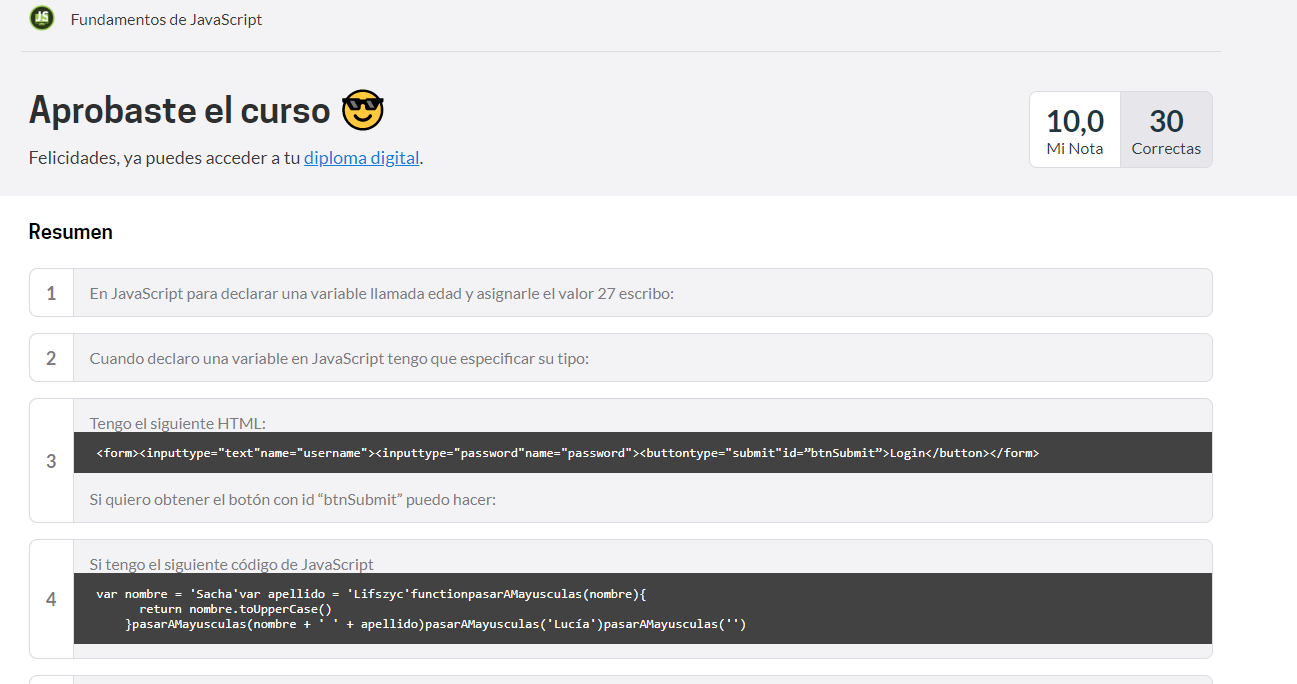 JS
Fundamentos de JavaScript
Aprobaste el curso
Felicidades, ya puedes acceder a tu diploma digital.
10,0
Mi Nota
30
Correctas
Resumen
1
En JavaScript para declarar una variable llamada edad y asignarle el valor 27 escribo:
2
Cuando declaro una variable en JavaScript tengo que especificar su tipo:
3
Tengo el siguiente HTML:
<form><inputtype="text"name="username"><inputtype="password"name="password"><buttontype="submit"id=”btnSubmit”>Login</button></form>
Si quiero obtener el botón con id “btnSubmit” puedo hacer:
4
Si tengo el siguiente código de JavaScript
var nombre = 'Sacha'var apellido = 'Lifszyc'functionpasarAMayusculas(nombre){
return nombre.toUpperCase()
}pasarAMayusculas(nombre + ' ' + apellido)pasarAMayusculas('Lucía')pasarAMayusculas('')